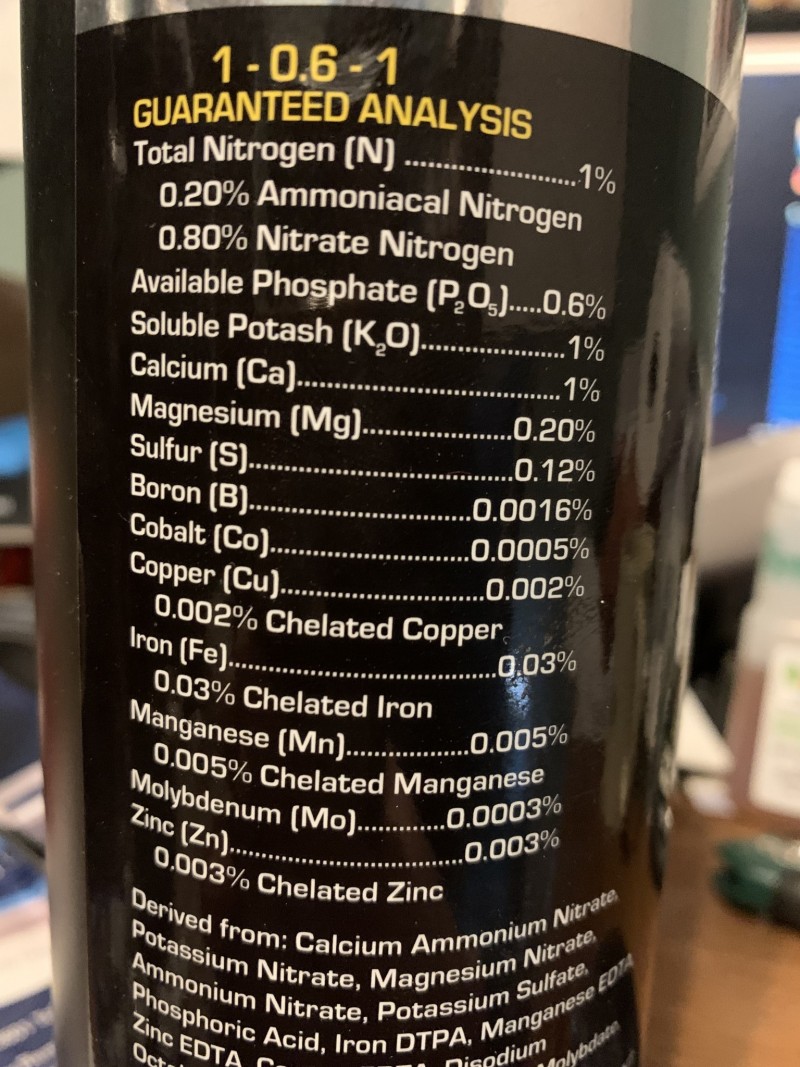 1 - 0.6 - 1
GUARANTEED ANALYSIS
Total Nitrogen (N) ..........................1%
0.20% Ammoniacal Nitrogen
0.80% Nitrate Nitrogen
Available Phosphate (P₂O₅).....0.6%
Soluble Potash (K₂O)......................1%
Calcium (Ca)........................................1%
Magnesium (Mg).......................0.20%
Sulfur (S).........................................0.12%
Boron (B)..................................0.0016%
Cobalt (Co)...............................0.0005%
Copper (Cu)................................0.002%
0.002% Chelated Copper
Iron (Fe).........................................0.03%
0.03% Chelated Iron
Manganese (Mn)...................0.005%
0.005% Chelated Manganese
Molybdenum (Mo)............0.0003%
Zinc (Zn)....................................0.003%
0.003% Chelated Zinc
Derived from: Calcium Ammonium Nitrate,
Potassium Nitrate, Magnesium Nitrate,
Ammonium Nitrate, Potassium Sulfate,
Phosphoric Acid, Iron DTPA, Manganese EDTA,
Zinc EDTA, Disodium Molybdate,